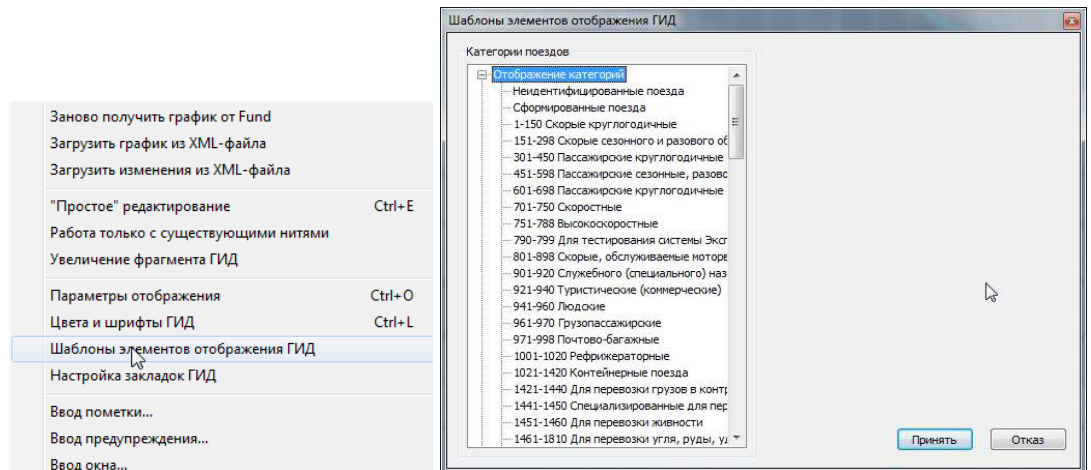 Заново получить график от Fund
Загрузить график из XML-файла
Загрузить изменения из XML-файла
"Простое" редактирование Ctrl+E
Работа только с существующими нитями
Увеличение фрагмента ГИД
Параметры отображения Ctrl+O
Цвета и шрифты ГИД Ctrl+L
Шаблоны элементов отображения ГИД
Настройка закладок ГИД
Ввод пометки...
Ввод предупреждения...
Ввод окна...
Шаблоны элементов отображения ГИД
Категории поездов
Отображение категорий
Неидентифицированные поезда
Сформированные поезда
1-150 Скорые круглогодичные
151-298 Скорые сезонного и разового об
301-450 Пассажирские круглогодичные
451-598 Пассажирские сезонные, разово
601-698 Пассажирские круглогодичные
701-750 Скоростные
751-788 Высокоскоростные
790-799 Для тестирования системы Эксп
801-898 Скорые, обслуживаемые моторв
901-920 Служебного (специального) наз
921-940 Туристические (коммерческие)
941-960 Людские
961-970 Грузопассажирские
971-998 Почтово-багажные
1001-1020 Рефрижераторные
1021-1420 Контейнерные поезда
1421-1440 Для перевозки грузов в контр
1441-1450 Специализированные для пер
1451-1460 Для перевозки живности
1461-1810 Для перевозки угля, руды, уд
Принять Отказ